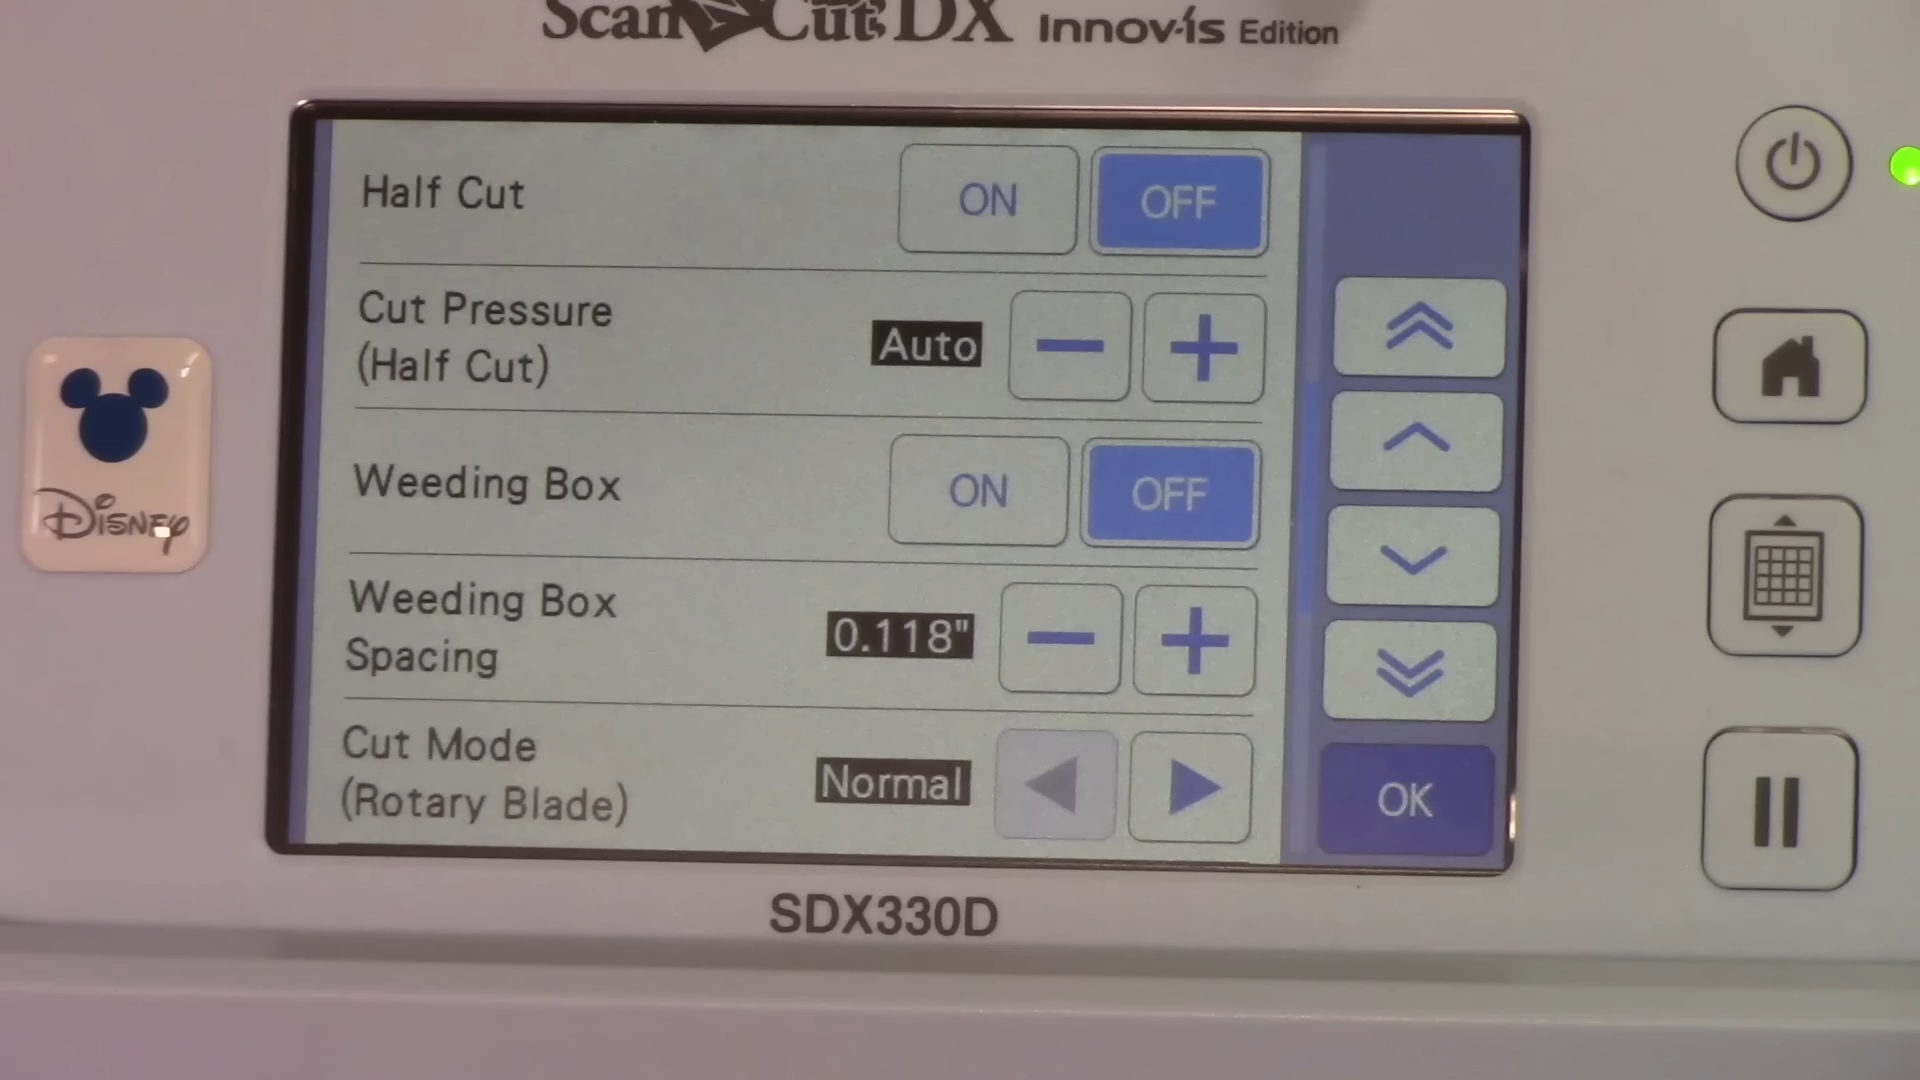 ScanNCut DX Innov-ís Edition
Half Cut ON OFF
Cut Pressure
(Half Cut) Auto
Weeding Box ON OFF
Weeding Box
Spacing 0.118"
Cut Mode
(Rotary Blade) Normal
OK
Disney
SDX330D